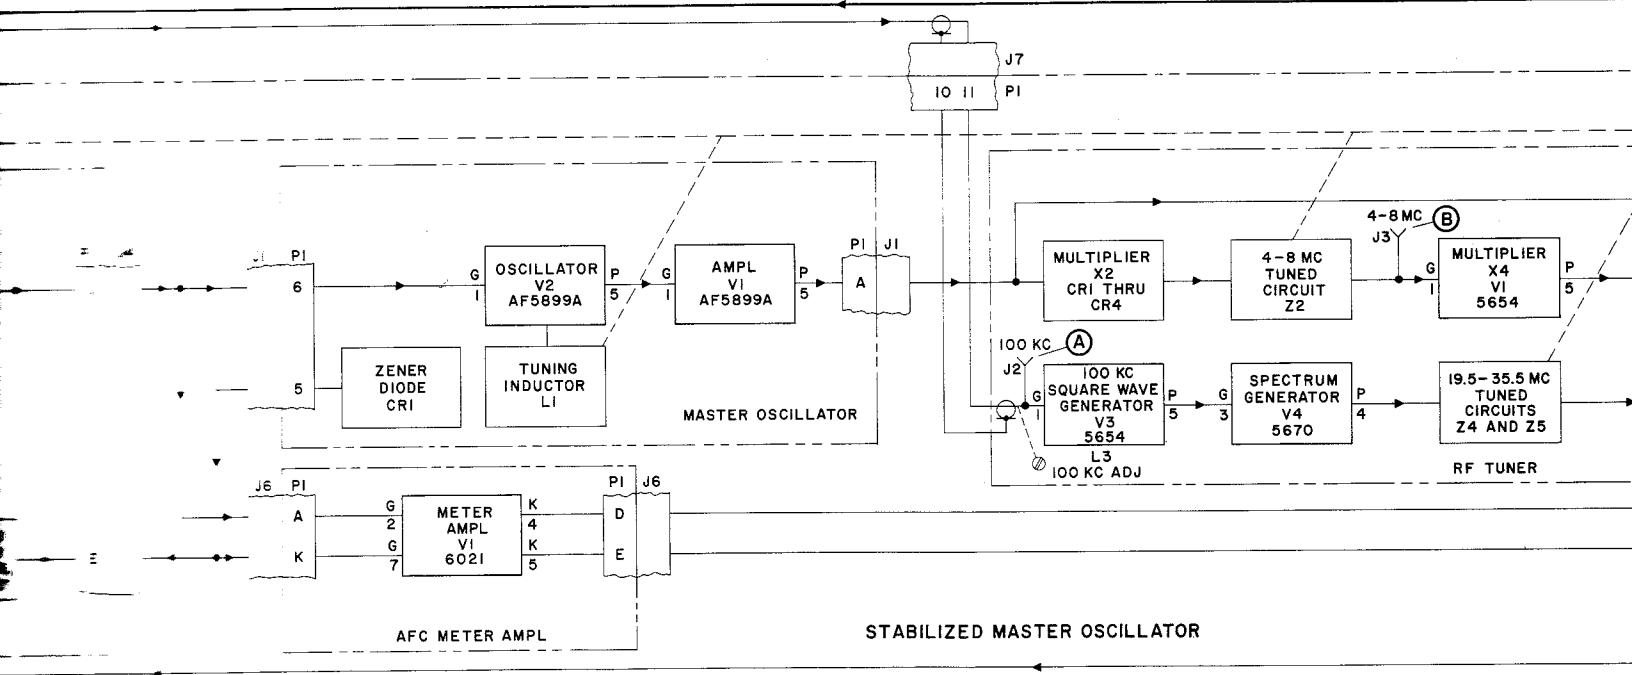 J7
10 11 P1
4-8 MC B
J3
P1 J1
A
J1 P1
6
5
G
1
OSCILLATOR
V2
AF5899A
P
5
G
1
AMPL
V1
AF5899A
P
5
MULTIPLIER
X2
CR1 THRU
CR4
4-8 MC
TUNED
CIRCUIT
Z2
G
1
MULTIPLIER
X4
V1
5654
P
5
ZENER
DIODE
CR1
TUNING
INDUCTOR
L1
MASTER OSCILLATOR
100 KC A
J2
G
1
100 KC
SQUARE WAVE
GENERATOR
V3
5654
P
5
G
3
SPECTRUM
GENERATOR
V4
5670
P
4
19.5-35.5 MC
TUNED
CIRCUITS
Z4 AND Z5
L3
100 KC ADJ
RF TUNER
J6 P1
A
K
G
2
G
7
METER
AMPL
V1
6021
K
4
K
5
P1 J6
D
E
AFC METER AMPL
STABILIZED MASTER OSCILLATOR